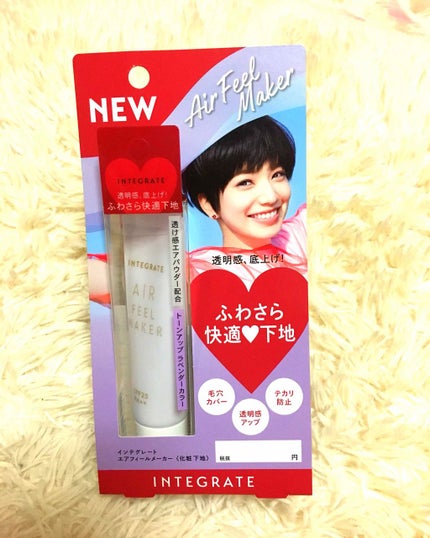 NEW
Air Feel
Maker
INTEGRATE
透明感、底上げ!
ふわさら快適下地
透け感エアパウダー配合
トーンアップ ラベンダーカラー
INTEGRATE
AIR
FEEL
MAKER
SPF25
透明感、底上げ!
ふわさら
快適♥下地
毛穴
カバー
透明感
アップ
テカリ
防止
インテグレート
エアフィールメーカー〈化粧下地〉
税抜 円
INTEGRATE